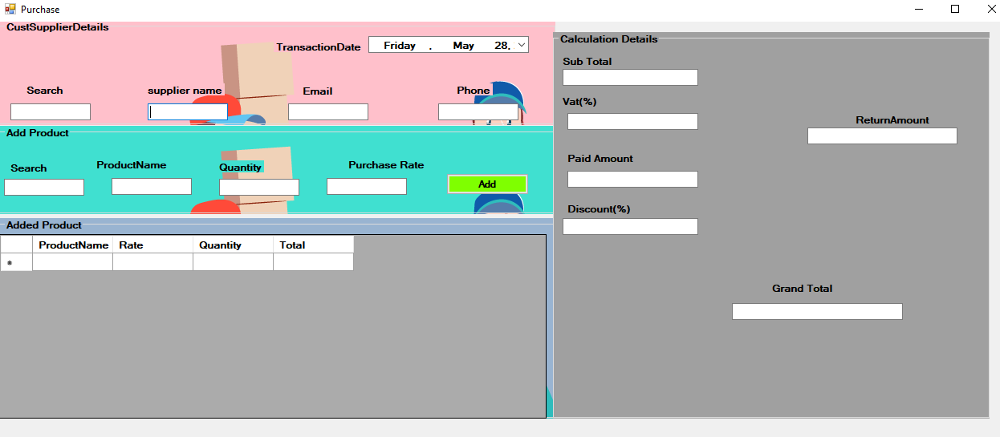 Purchase
CustSupplierDetails
TransactionDate Friday , May 28,
Search supplier name Email Phone
Add Product
Search ProductName Quantity Purchase Rate
Add
Added Product
ProductName Rate Quantity Total
*
Calculation Details
Sub Total
Vat(%)
ReturnAmount
Paid Amount
Discount(%)
Grand Total